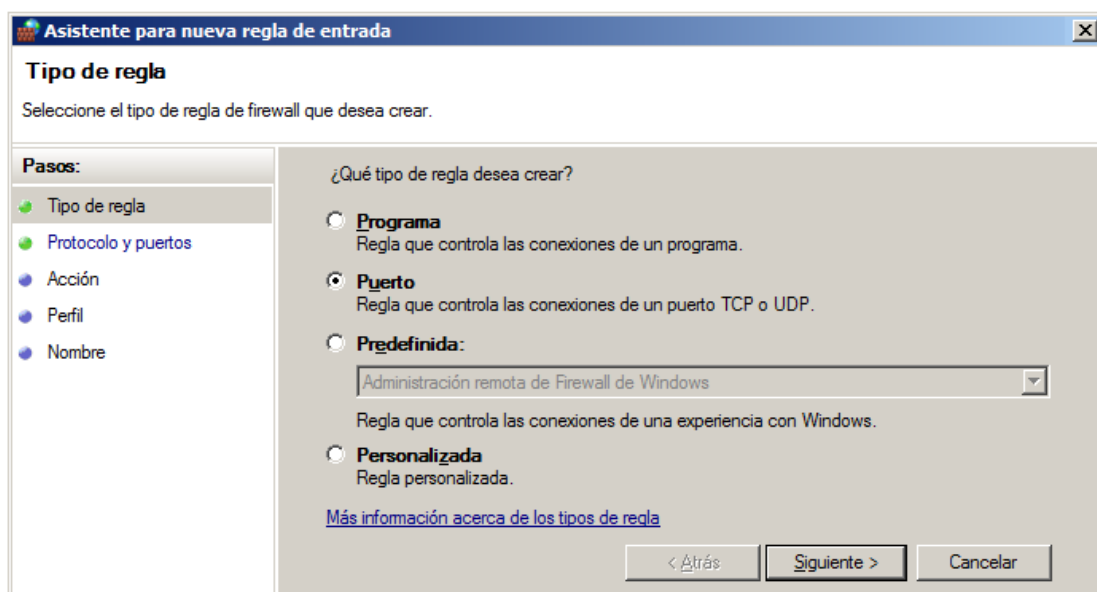 Asistente para nueva regla de entrada
Tipo de regla
Seleccione el tipo de regla de firewall que desea crear.
Pasos:
Tipo de regla
Protocolo y puertos
Acción
Perfil
Nombre
¿Qué tipo de regla desea crear?
Programa
Regla que controla las conexiones de un programa.
Puerto
Regla que controla las conexiones de un puerto TCP o UDP.
Predefinida:
Administración remota de Firewall de Windows
Regla que controla las conexiones de una experiencia con Windows.
Personalizada
Regla personalizada.
Más información acerca de los tipos de regla
< Atrás
Siguiente >
Cancelar